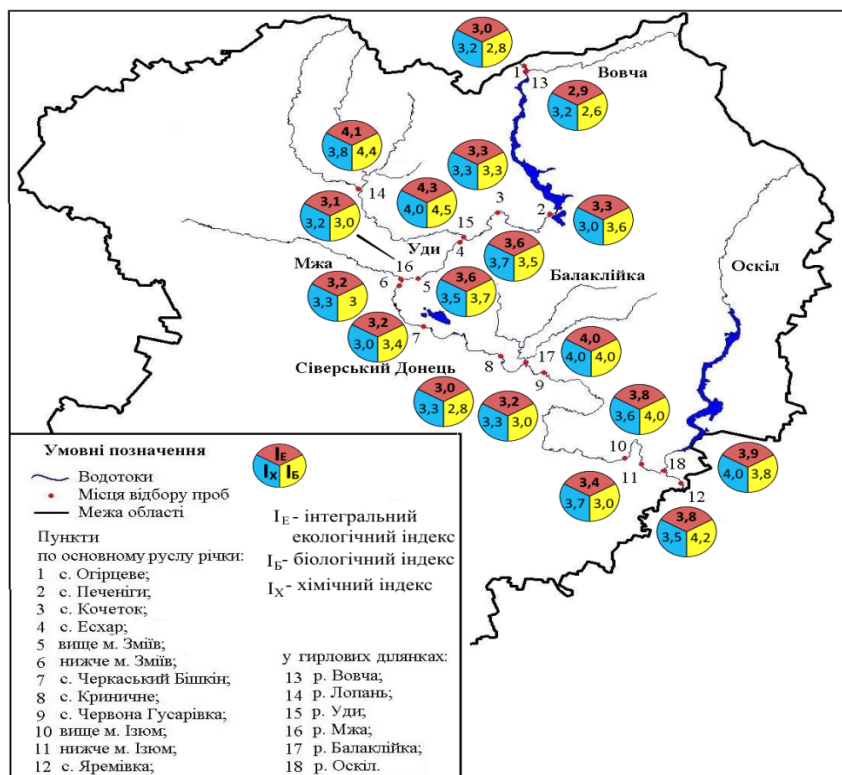 3,0
3,2 2,8
1
13
Вовча
2,9
3,2 2,6
4,1
3,8 4,4
14
3,3
3,3 3,3
4,3
4,0 4,5
3
2
3,3
3,0 3,6
3,1
3,2 3,0
15
4
Уди
3,6
3,7 3,5
16
6
5
Мжа
3,2
3,3 3
3,6
3,5 3,7
Балаклійка
Оскіл
3,2
3,0 3,4
7
Сіверський Донець
8
17
9
4,0
4,0 4,0
3,0
3,3 2,8
3,2
3,3 3,0
3,8
3,6 4,0
10
11
18
12
3,9
4,0 3,8
3,4
3,7 3,0
3,8
3,5 4,2
Умовні позначення
Водотоки
Місця відбору проб
Межа області
IЕ
IХ IБ
IЕ - інтегральний
екологічний індекс
IБ - біологічний індекс
IХ — хімічний індекс
Пункти
по основному руслу річки:
1 с. Огірцеве;
2 с. Печеніги;
3 с. Кочеток;
4 с. Есхар;
5 вище м. Зміїв;
6 нижче м. Зміїв;
7 с. Черкаський Бішкін;
8 с. Криничне;
9 с. Червона Гусарівка;
10 вище м. Ізюм;
11 нижче м. Ізюм;
12 с. Яремівка;
у гирлових ділянках:
13 р. Вовча;
14 р. Лопань;
15 р. Уди;
16 р. Мжа;
17 р. Балаклійка;
18 р. Оскіл.